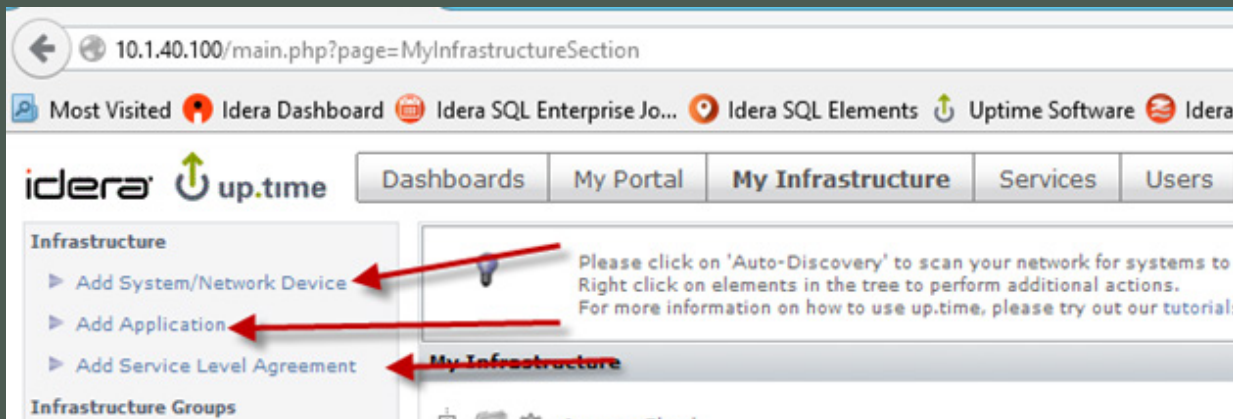 10.1.40.100/main.php?page=MyInfrastructureSection
Most Visited Idera Dashboard Idera SQL Enterprise Jo... Idera SQL Elements Uptime Software Idera
idera up.time Dashboards My Portal My Infrastructure Services Users
Infrastructure
Add System/Network Device
Add Application
Add Service Level Agreement
Infrastructure Groups
Please click on 'Auto-Discovery' to scan your network for systems to
Right click on elements in the tree to perform additional actions.
For more information on how to use up.time, please try out our tutorials
My Infrastructure